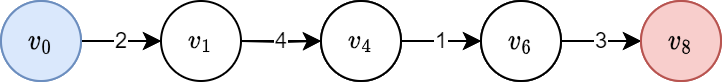 v₀ 2 v₁ 4 v₄ 1 v₆ 3 v₈